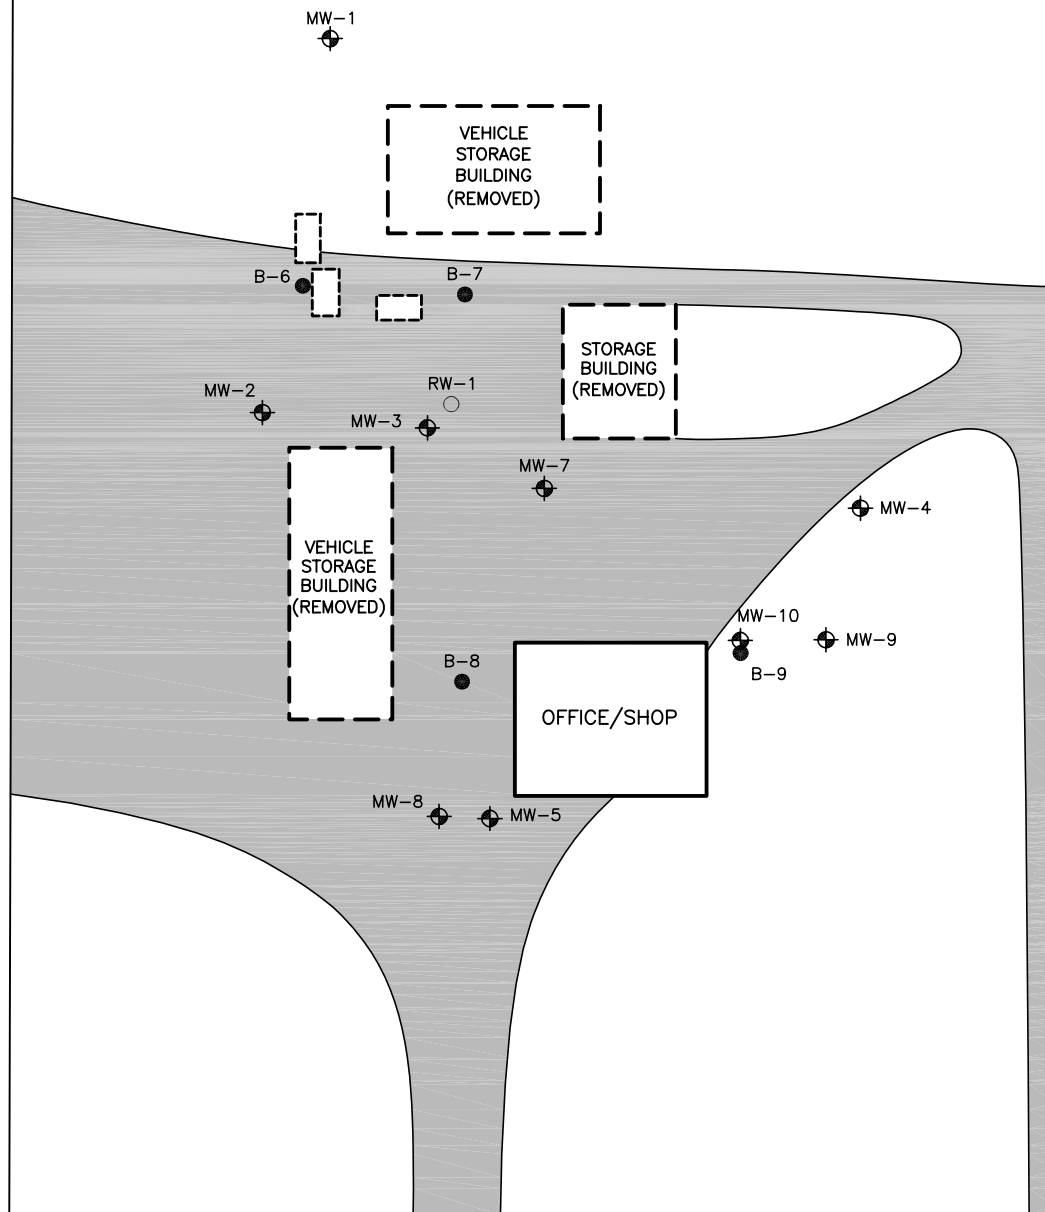 MW-1
VEHICLE
STORAGE
BUILDING
(REMOVED)
B-6
B-7
STORAGE
BUILDING
(REMOVED)
MW-2
RW-1
MW-3
MW-7
MW-4
VEHICLE
STORAGE
BUILDING
(REMOVED)
MW-10
MW-9
B-8
B-9
OFFICE/SHOP
MW-8
MW-5